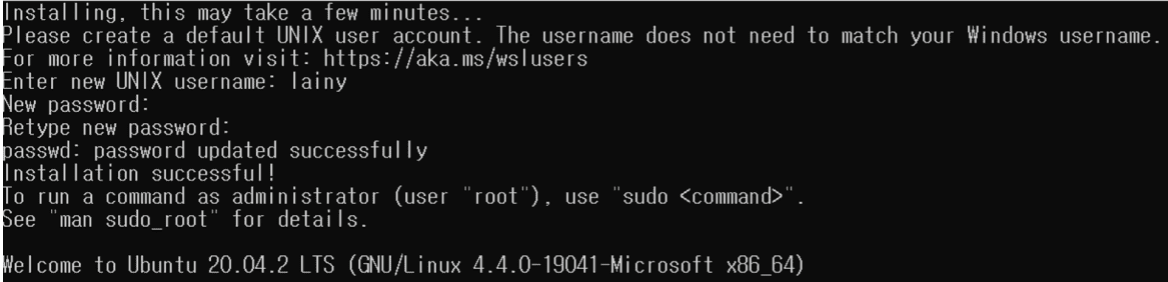 Installing, this may take a few minutes...
Please create a default UNIX user account. The username does not need to match your Windows username.
For more information visit: https://aka.ms/wslusers
Enter new UNIX username: lainy
New password:
Retype new password:
passwd: password updated successfully
Installation successful!
To run a command as administrator (user "root"), use "sudo <command>".
See "man sudo_root" for details.

Welcome to Ubuntu 20.04.2 LTS (GNU/Linux 4.4.0-19041-Microsoft x86_64)